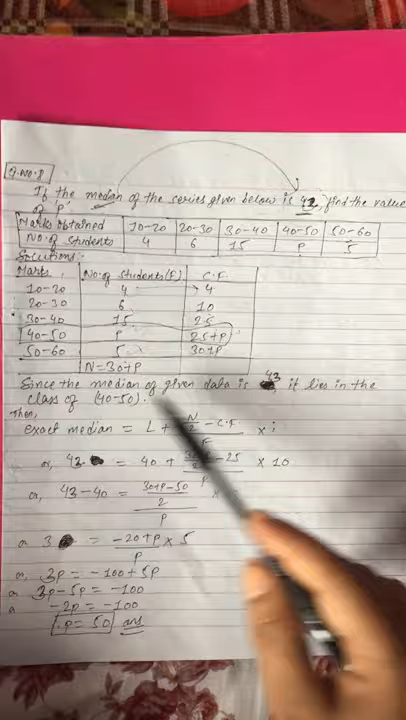 Q.No:8
If the median of the series given below is 42, find the value
of 'p'
Marks obtained 10-20 20-30 30-40 40-50 50-60
No. of students 4 6 15 p 5
Solution:-
Marks No. of students(f) C.F.
10-20 4 4
20-30 6 10
30-40 15 25
40-50 P 25+p
50-60 5 30+p
N=30+p
Since the median of given data is 43, it lies in the
class of (40-50).
Then,
exact median = L + N/2 - C.F × i
or, 43 = 40 + -25 × 10
or, 43-40 = 30+p-50/2/p
or 3 = -20+p/p × 5
or, 3p = -100+5p
or 3p-5p = -100
or -2p = -100
p = 50 ans